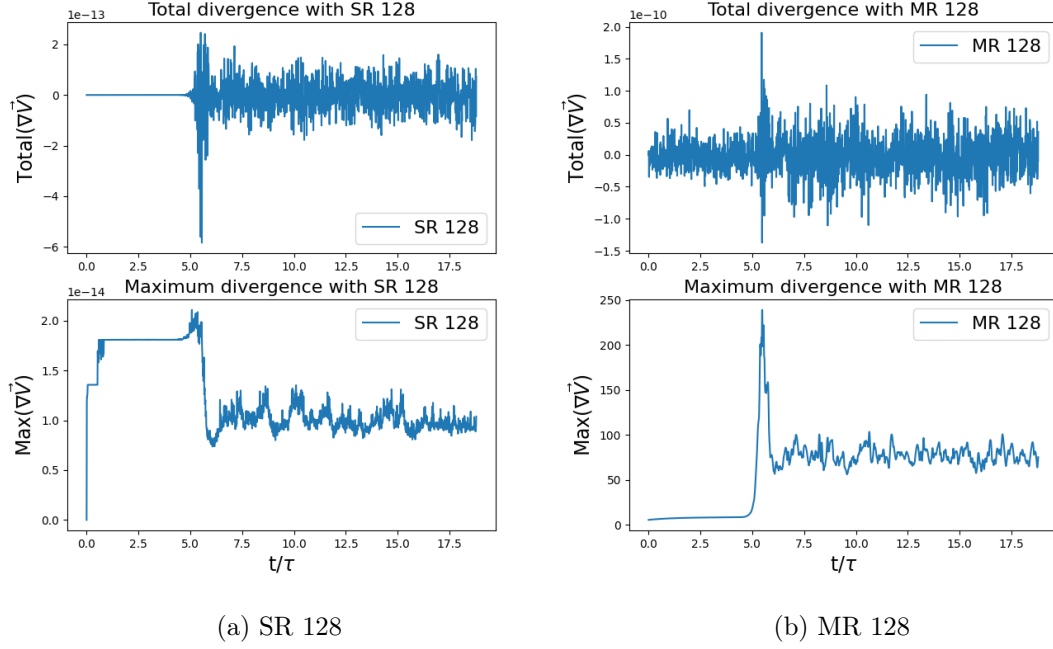 Total divergence with SR 128
1e−13
Total(∇V⃗)
2
0
−2
−4
−6
0.0 2.5 5.0 7.5 10.0 12.5 15.0 17.5
SR 128
Maximum divergence with SR 128
1e−14
Max(∇V⃗)
2.0
1.5
1.0
0.5
0.0
SR 128
0.0 2.5 5.0 7.5 10.0 12.5 15.0 17.5
t/τ
(a) SR 128
Total divergence with MR 128
1e−10
Total(∇V⃗)
2.0
1.5
1.0
0.5
0.0
−0.5
−1.0
−1.5
MR 128
0.0 2.5 5.0 7.5 10.0 12.5 15.0 17.5
Maximum divergence with MR 128
Max(∇V⃗)
250
200
150
100
50
0
MR 128
0.0 2.5 5.0 7.5 10.0 12.5 15.0 17.5
t/τ
(b) MR 128